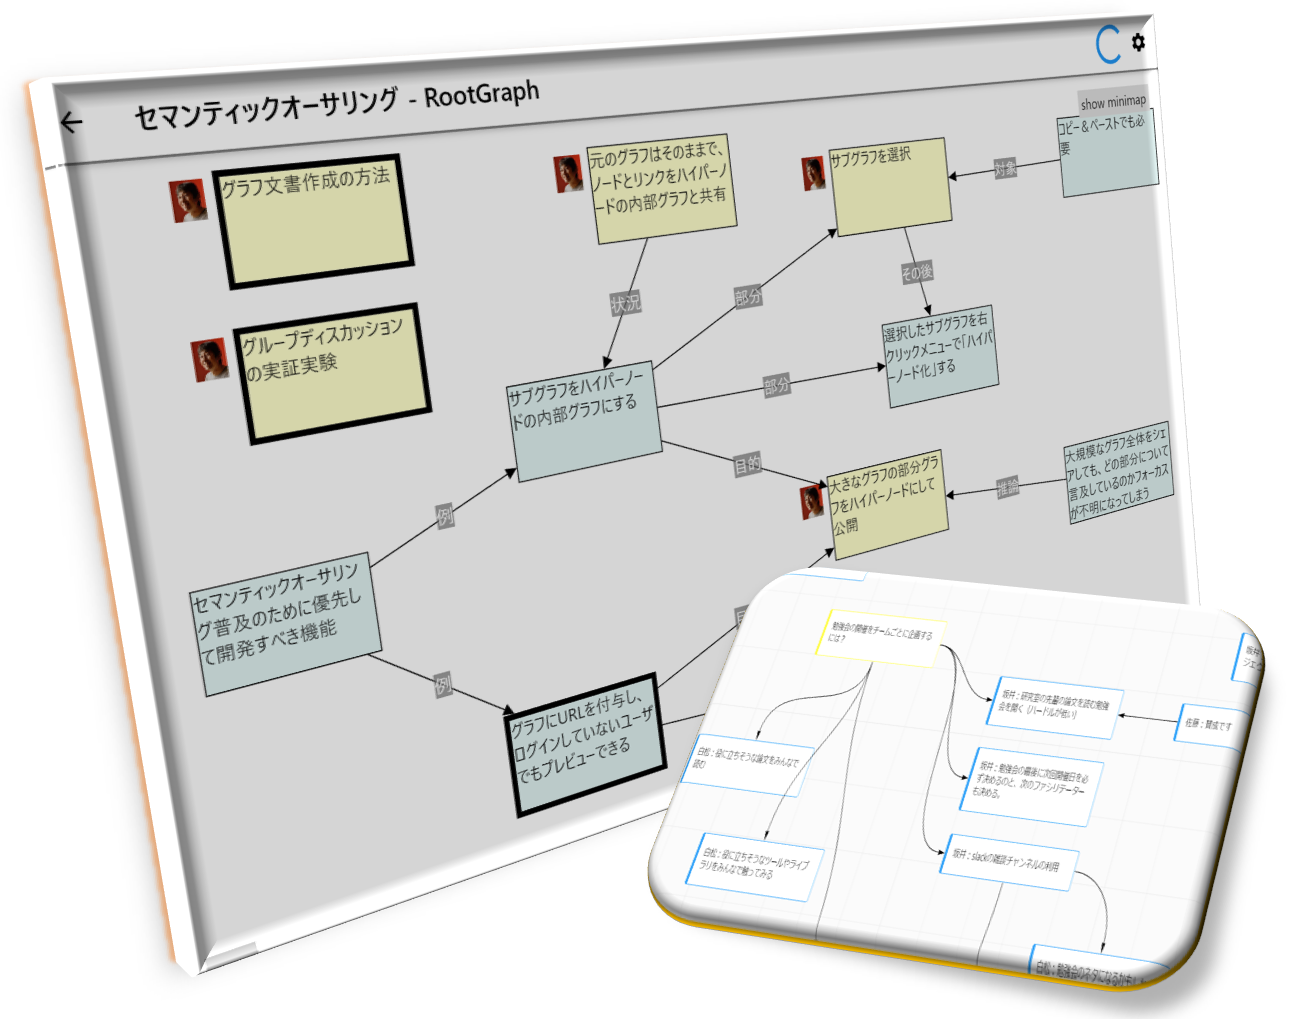 セマンティックオーサリング - RootGraph
show minimap
グラフ文書作成の方法
元のグラフはそのままで、
ノードとリンクをハイパーノ
ードの内部グラフと共有
サブグラフを選択
コピー＆ペーストでも必
要
対象
状況
部分
その後
グループディスカッション
の実証実験
サブグラフをハイパーノー
ドの内部グラフにする
部分
選択したサブグラフを右
クリックメニューで「ハイパ
ーノード化」する
目的
大きなグラフの部分グラ
フをハイパーノードにして
公開
推論
大規模なグラフ全体をシェ
アしても、どの部分について
言及しているのかフォーカス
が不明になってしまう
例
セマンティックオーサリン
グ普及のために優先し
て開発すべき機能
例
グラフにURLを付与し、
ログインしていないユーザ
でもプレビューできる
勉強会の開催をチームごとに企画する
には？
坂井：研究室の先輩の論文を読む勉強
会を開く（ハードルが低い）
佐藤：賛成です
坂井
ジェ
白松：役に立ちそうな論文をみんなで
読む
坂井：勉強会の最後に次回開催日を必
ず決めるのと、次のファシリテーター
も決める。
白松：役に立ちそうなツールやライブ
ラリをみんなで触ってみる
坂井：slackの雑談チャンネルの利用
白松：勉強会のネタになるかもし